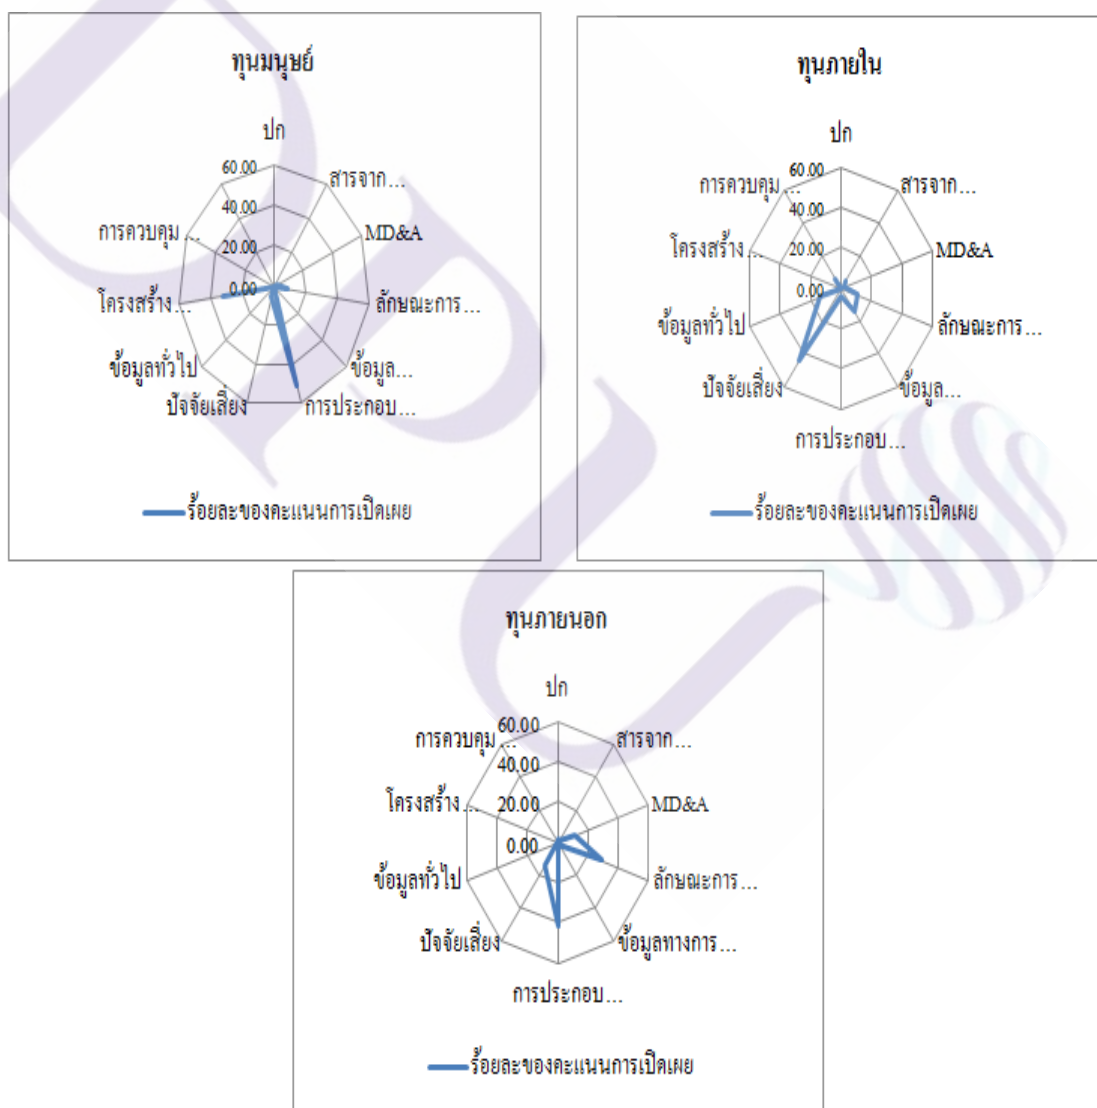 ทุนมนุษย์
ปก
60.00
สารจาก...
40.00
การควบคุม...
MD&A
20.00
0.00
โครงสร้าง...
ลักษณะการ...
ข้อมูลทั่วไป
ข้อมูล...
ปัจจัยเสี่ยง
การประกอบ...
ร้อยละของคะแนนการเปิดเผย
ทุนภายใน
ปก
60.00
การควบคุม...
สารจาก...
40.00
โครงสร้าง...
MD&A
20.00
0.00
ข้อมูลทั่วไป
ลักษณะการ...
ปัจจัยเสี่ยง
ข้อมูล...
การประกอบ...
ร้อยละของคะแนนการเปิดเผย
ทุนภายนอก
ปก
60.00
การควบคุม...
สารจาก...
40.00
โครงสร้าง...
20.00
MD&A
0.00
ข้อมูลทั่วไป
ลักษณะการ...
ปัจจัยเสี่ยง
ข้อมูลทางการ...
การประกอบ...
ร้อยละของคะแนนการเปิดเผย
DPU